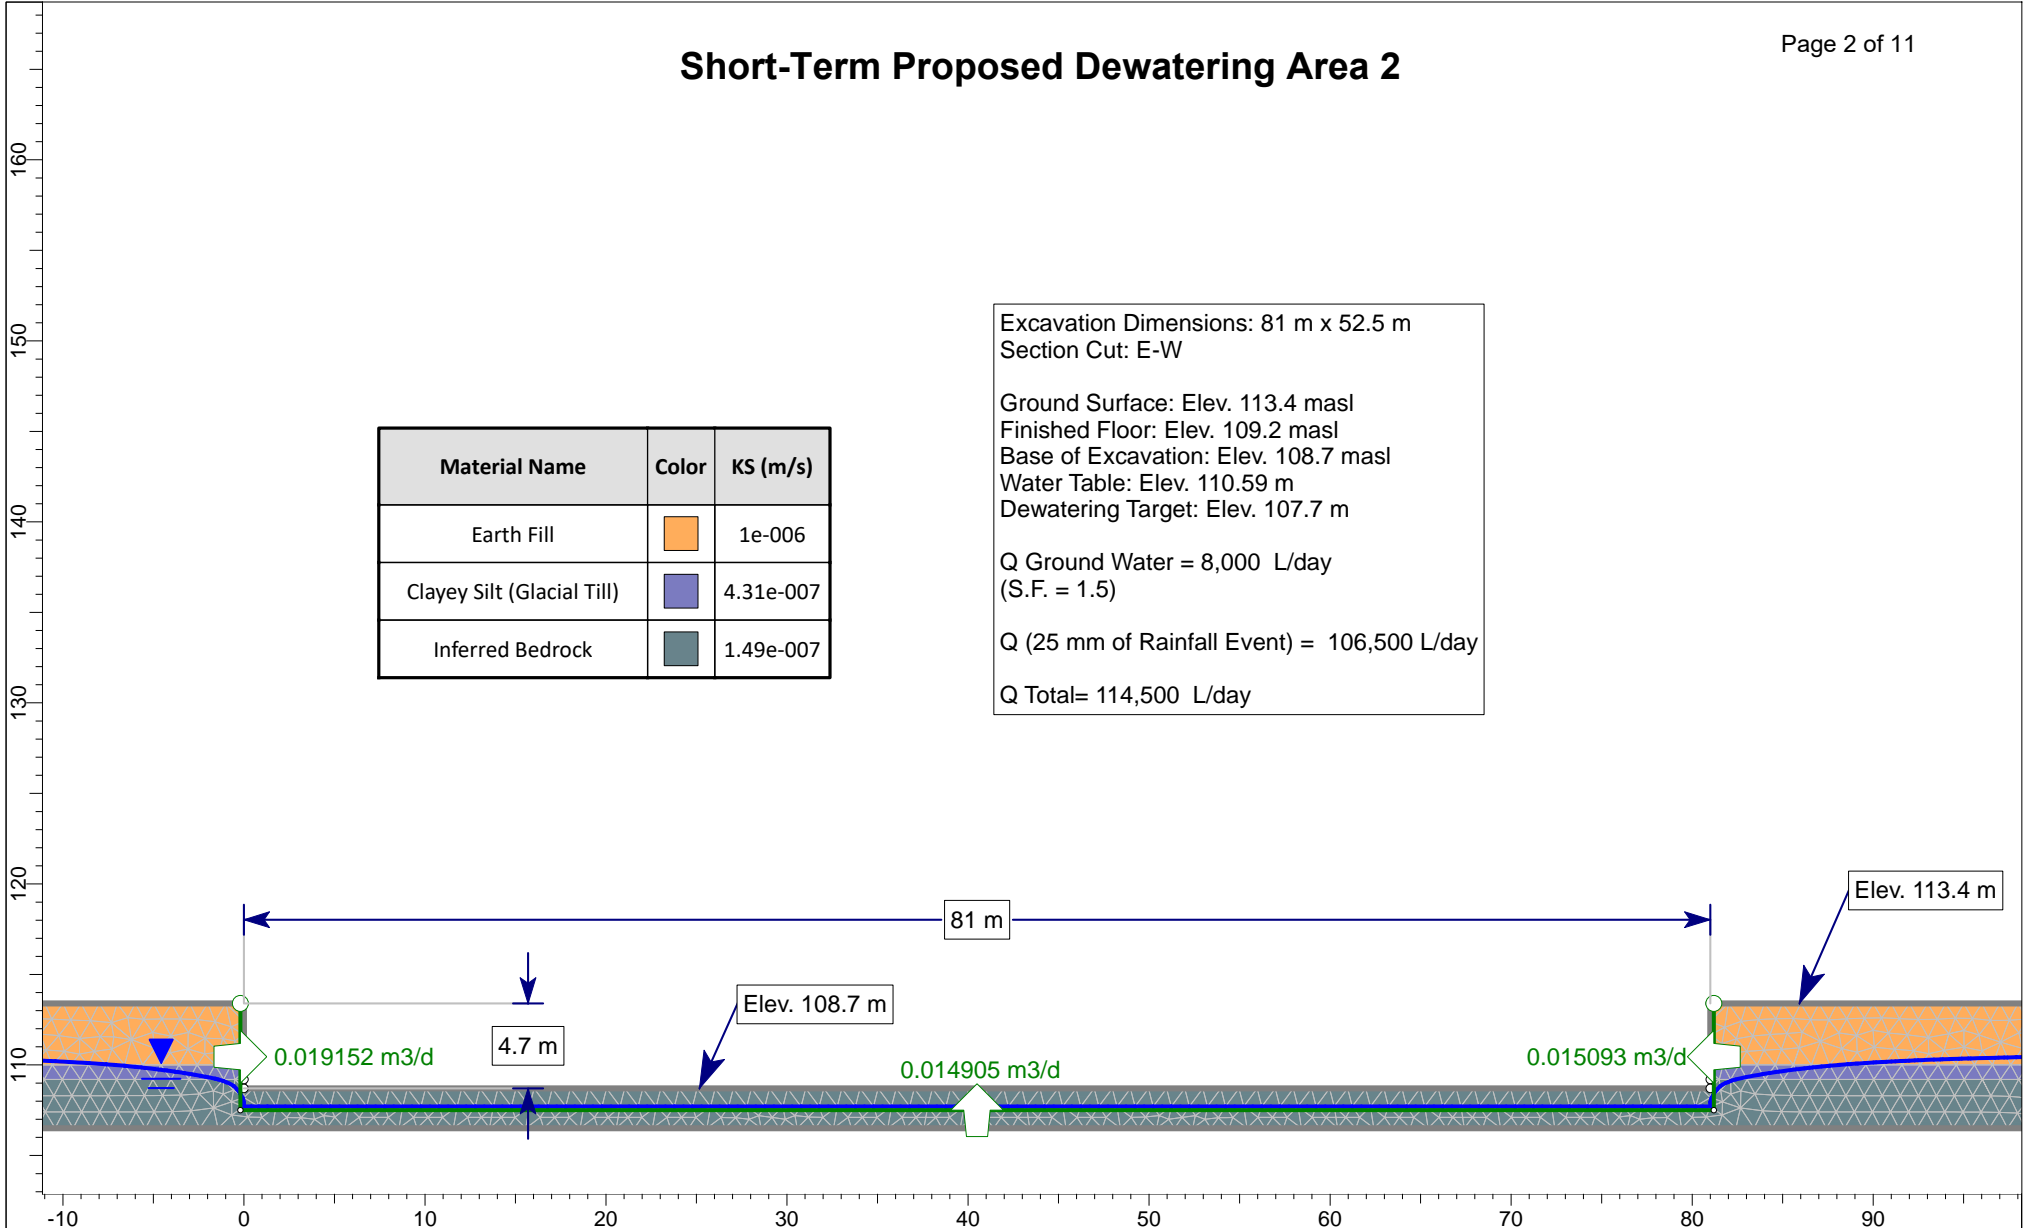 Page 2 of 11
Short-Term Proposed Dewatering Area 2
160
150
140
130
120
110
Material Name Color KS (m/s)
Earth Fill 1e-006
Clayey Silt (Glacial Till) 4.31e-007
Inferred Bedrock 1.49e-007
Excavation Dimensions: 81 m x 52.5 m
Section Cut: E-W
Ground Surface: Elev. 113.4 masl
Finished Floor: Elev. 109.2 masl
Base of Excavation: Elev. 108.7 masl
Water Table: Elev. 110.59 m
Dewatering Target: Elev. 107.7 m
Q Ground Water = 8,000 L/day
(S.F. = 1.5)
Q (25 mm of Rainfall Event) = 106,500 L/day
Q Total= 114,500 L/day
Elev. 113.4 m
81 m
Elev. 108.7 m
4.7 m
0.019152 m3/d
0.014905 m3/d
0.015093 m3/d
-10 0 10 20 30 40 50 60 70 80 90